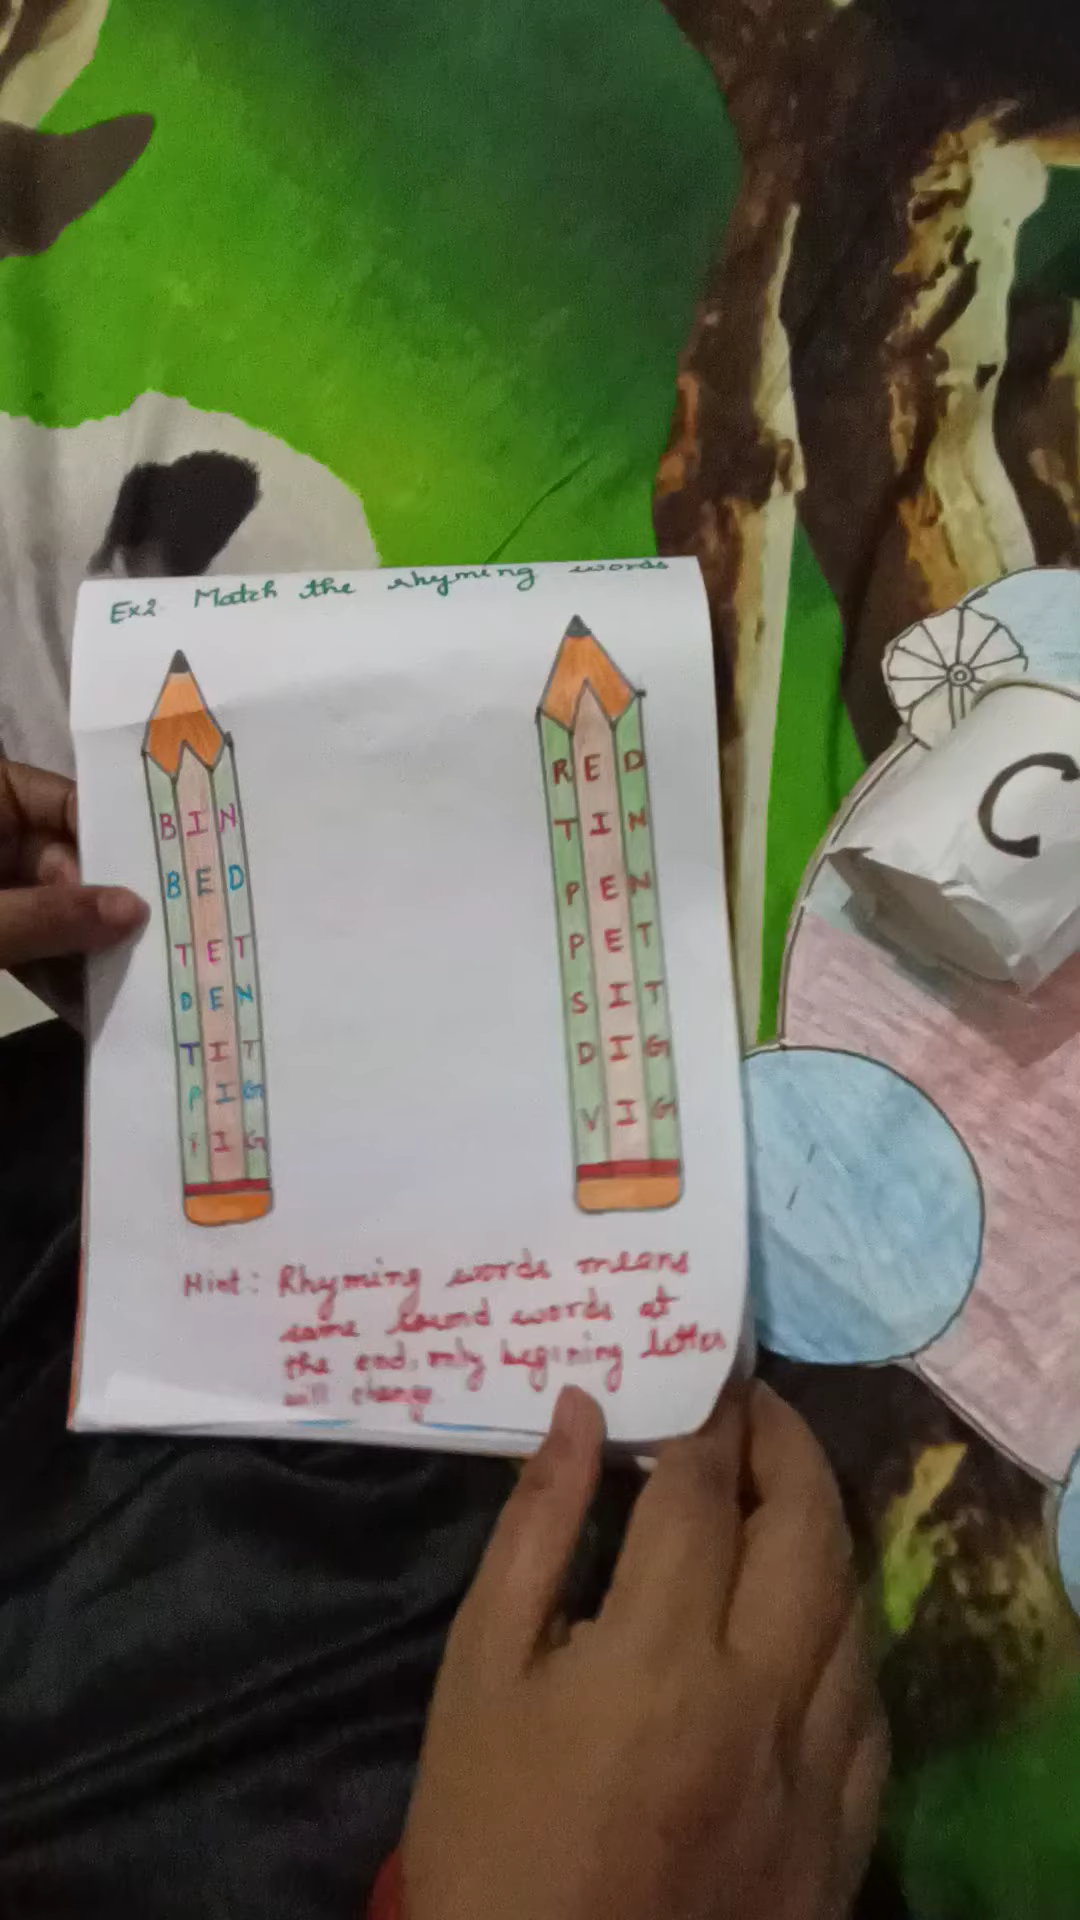 Ex2. Match the rhyming words
BIN
BED
TET
DEN
TIT
PIG
FIG
RED
TIN
PEN
PET
SIT
DIG
VIG
Hint: Rhyming words means
same sound words at
the end, only begining letter
will change.
C